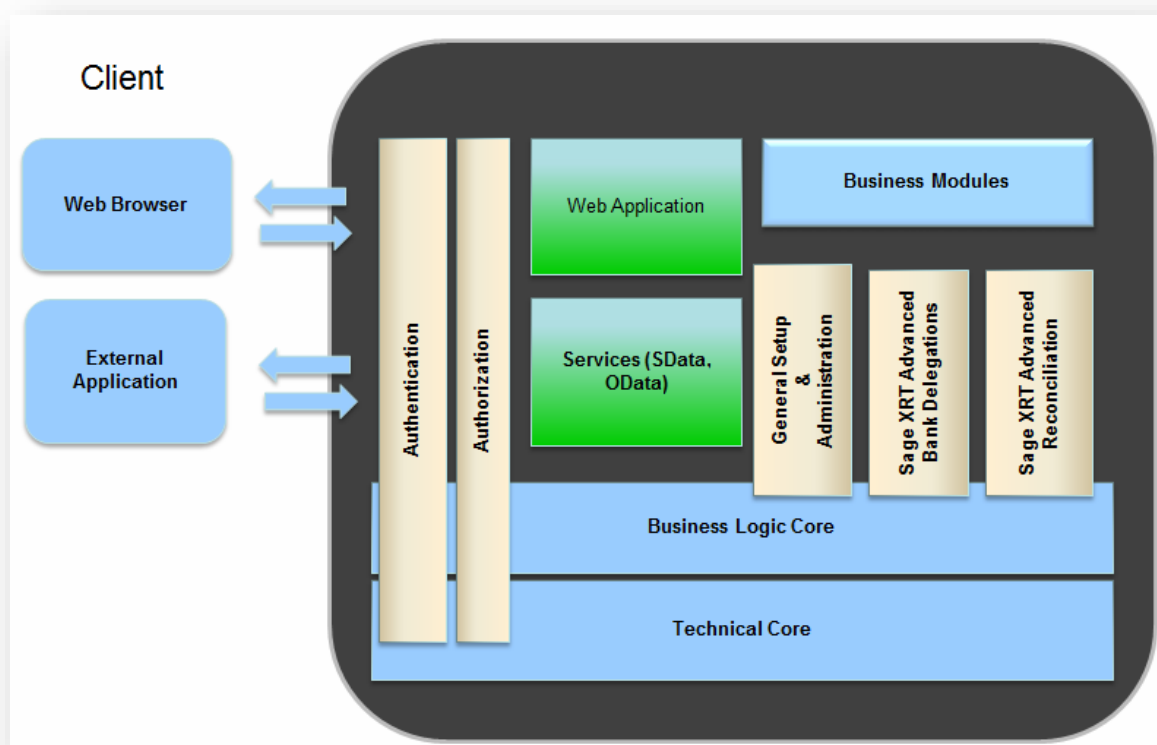 Client
Web Browser
External
Application
Authentication
Authorization
Web Application
Services (SData,
OData)
Business Modules
General Setup
&
Administration
Sage XRT Advanced
Bank Delegations
Sage XRT Advanced
Reconciliation
Business Logic Core
Technical Core